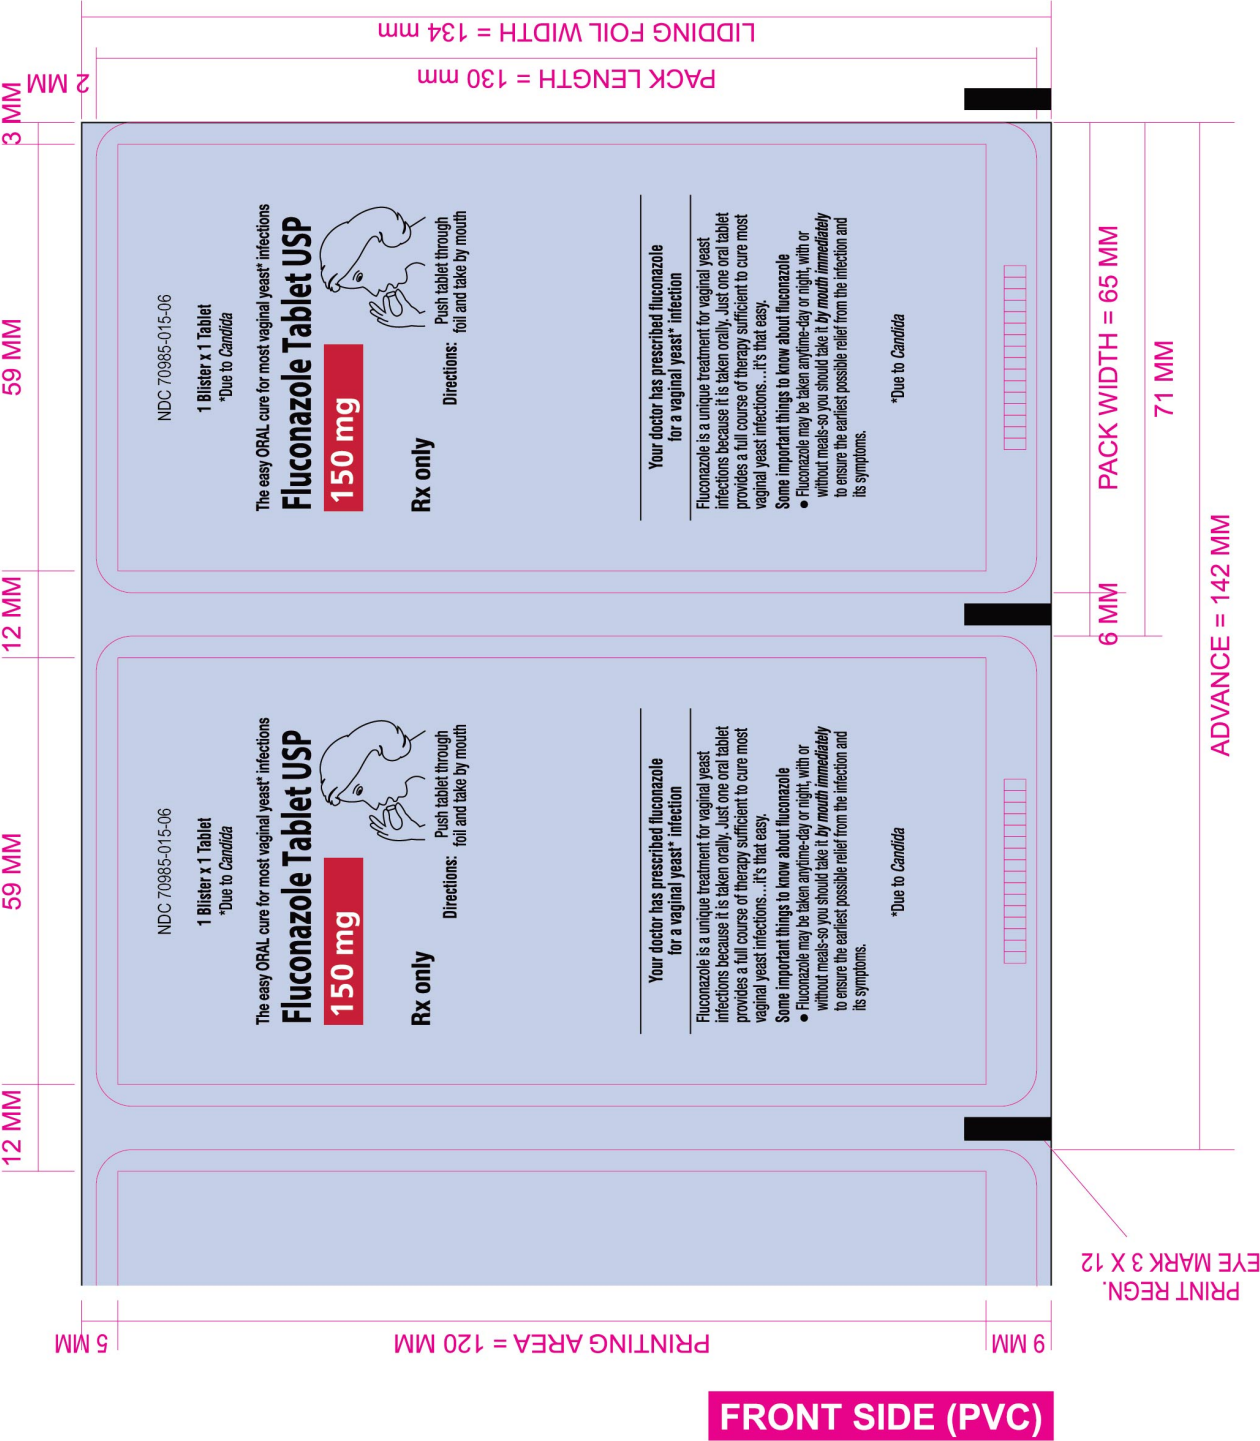 LIDDING FOIL WIDTH = 134 mm
PACK LENGTH = 130 mm
2 MM
3 MM
59 MM
12 MM
59 MM
12 MM
NDC 70985-015-06
1 Blister x 1 Tablet
*Due to Candida
The easy ORAL cure for most vaginal yeast* infections
Fluconazole Tablet USP
150 mg
Rx only
Directions:
Push tablet through
foil and take by mouth
Your doctor has prescribed fluconazole
for a vaginal yeast* infection
Fluconazole is a unique treatment for vaginal yeast
infections because it is taken orally, Just one oral tablet
provides a full course of therapy sufficient to cure most
vaginal yeast infections...it's that easy.
Some important things to know about fluconazole
● Fluconazole may be taken anytime-day or night, with or
without meals-so you should take it by mouth immediately
to ensure the earliest possible relief from the infection and
its symptoms.
*Due to Candida
NDC 70985-015-06
1 Blister x 1 Tablet
*Due to Candida
The easy ORAL cure for most vaginal yeast* infections
Fluconazole Tablet USP
150 mg
Rx only
Directions:
Push tablet through
foil and take by mouth
Your doctor has prescribed fluconazole
for a vaginal yeast* infection
Fluconazole is a unique treatment for vaginal yeast
infections because it is taken orally, Just one oral tablet
provides a full course of therapy sufficient to cure most
vaginal yeast infections...it's that easy.
Some important things to know about fluconazole
● Fluconazole may be taken anytime-day or night, with or
without meals-so you should take it by mouth immediately
to ensure the earliest possible relief from the infection and
its symptoms.
*Due to Candida
PACK WIDTH = 65 MM
6 MM
71 MM
ADVANCE = 142 MM
PRINT REGN.
EYE MARK 3 X 12
5 MM
PRINTING AREA = 120 MM
9 MM
FRONT SIDE (PVC)